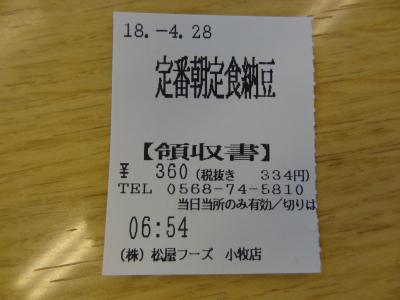 18.-4.28
定番朝定食納豆
【領収書】
¥ 360(税抜き 334円)
TEL 0568-74-5810
当日当所のみ有効／切りは
06:54
(株) 松屋フーズ 小牧店